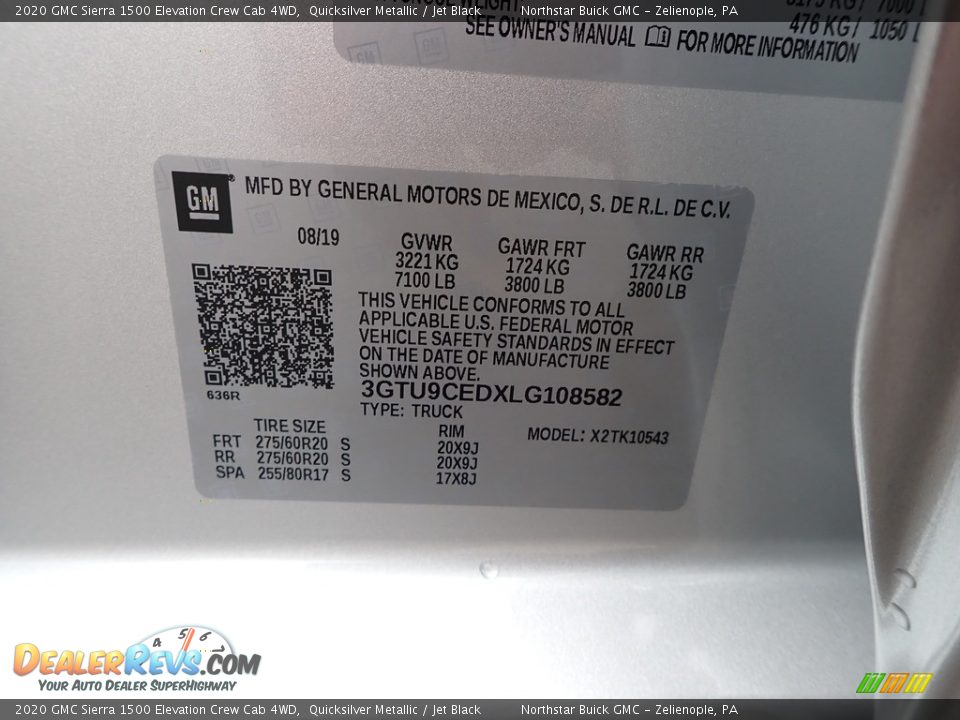 2020 GMC Sierra 1500 Elevation Crew Cab 4WD, Quicksilver Metallic / Jet Black Northstar Buick GMC – Zelienople, PA
WEIGHT
476 KG / 1050
SEE OWNER'S MANUAL FOR MORE INFORMATION
GM MFD BY GENERAL MOTORS DE MEXICO, S. DE R.L. DE C.V.
08/19 GVWR GAWR FRT GAWR RR
3221 KG 1724 KG 1724 KG
7100 LB 3800 LB 3800 LB
THIS VEHICLE CONFORMS TO ALL
APPLICABLE U.S. FEDERAL MOTOR
VEHICLE SAFETY STANDARDS IN EFFECT
ON THE DATE OF MANUFACTURE
SHOWN ABOVE.
636R
3GTU9CEDXLG108582
TYPE: TRUCK
TIRE SIZE RIM MODEL: X2TK10543
FRT 275/60R20 S 20X9J
RR 275/60R20 S 20X9J
SPA 255/80R17 S 17X8J
4 5 6
DealerRevs.com
Your Auto Dealer SuperHighway
2020 GMC Sierra 1500 Elevation Crew Cab 4WD, Quicksilver Metallic / Jet Black Northstar Buick GMC – Zelienople, PA